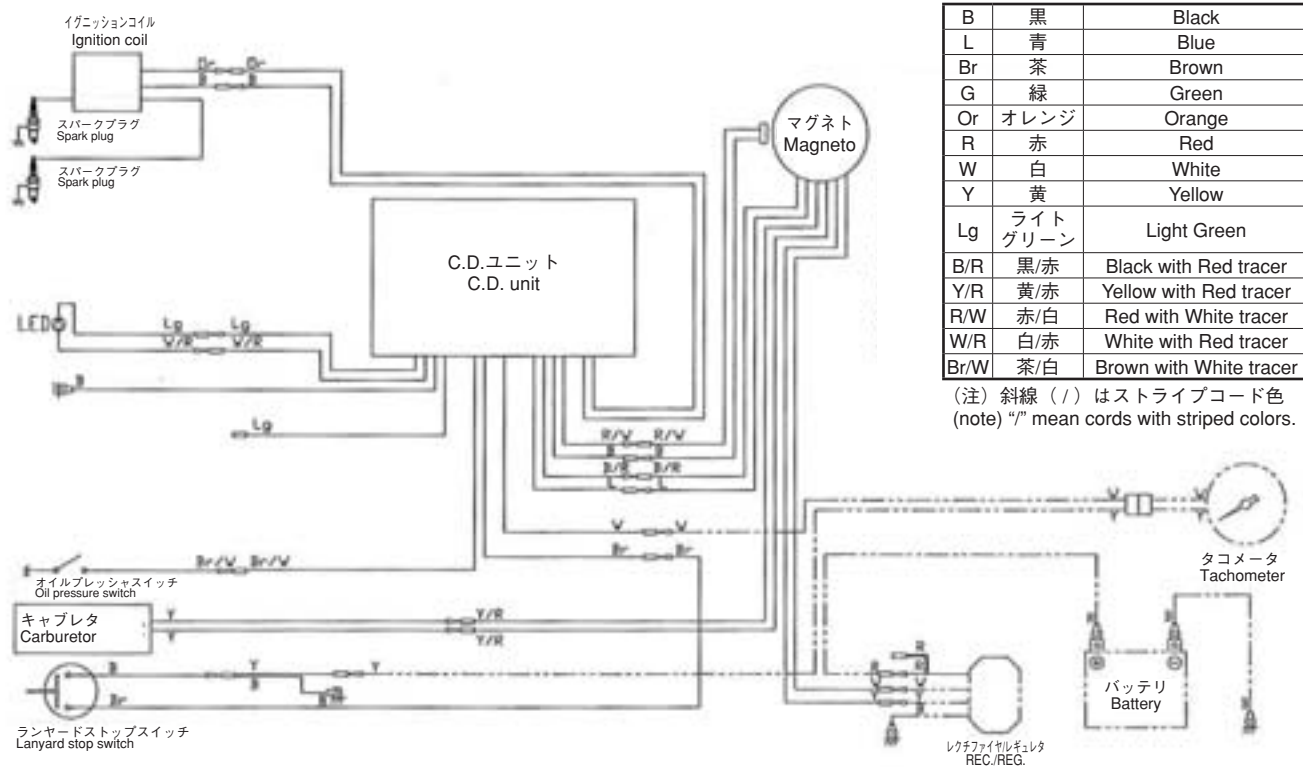 イグニッションコイル
Ignition coil
Or Or
B B
スパークプラグ
Spark plug
スパークプラグ
Spark plug
マグネト
Magneto
C.D.ユニット
C.D. unit
LED
Lg Lg
W/R W/R
B
Lg
R/W R/W
B B
B/R B/R
L L
W W
Br Br
W W
Y Y
タコメータ
Tachometer
Br/W Br/W
オイルプレッシャスイッチ
Oil pressure switch
キャブレタ
Carburetor
Y Y/R
Y Y/R
B Y Y
B B
Br
ランヤードストップスイッチ
Lanyard stop switch
R
R R
レクチファイヤルギュレタ
REC./REG.
バッテリ
Battery
B 黒 Black
L 青 Blue
Br 茶 Brown
G 緑 Green
Or オレンジ Orange
R 赤 Red
W 白 White
Y 黄 Yellow
Lg ライトグリーン Light Green
B/R 黒/赤 Black with Red tracer
Y/R 黄/赤 Yellow with Red tracer
R/W 赤/白 Red with White tracer
W/R 白/赤 White with Red tracer
Br/W 茶/白 Brown with White tracer
（注）斜線（ / ）はストライプコード色
(note) “/” mean cords with striped colors.